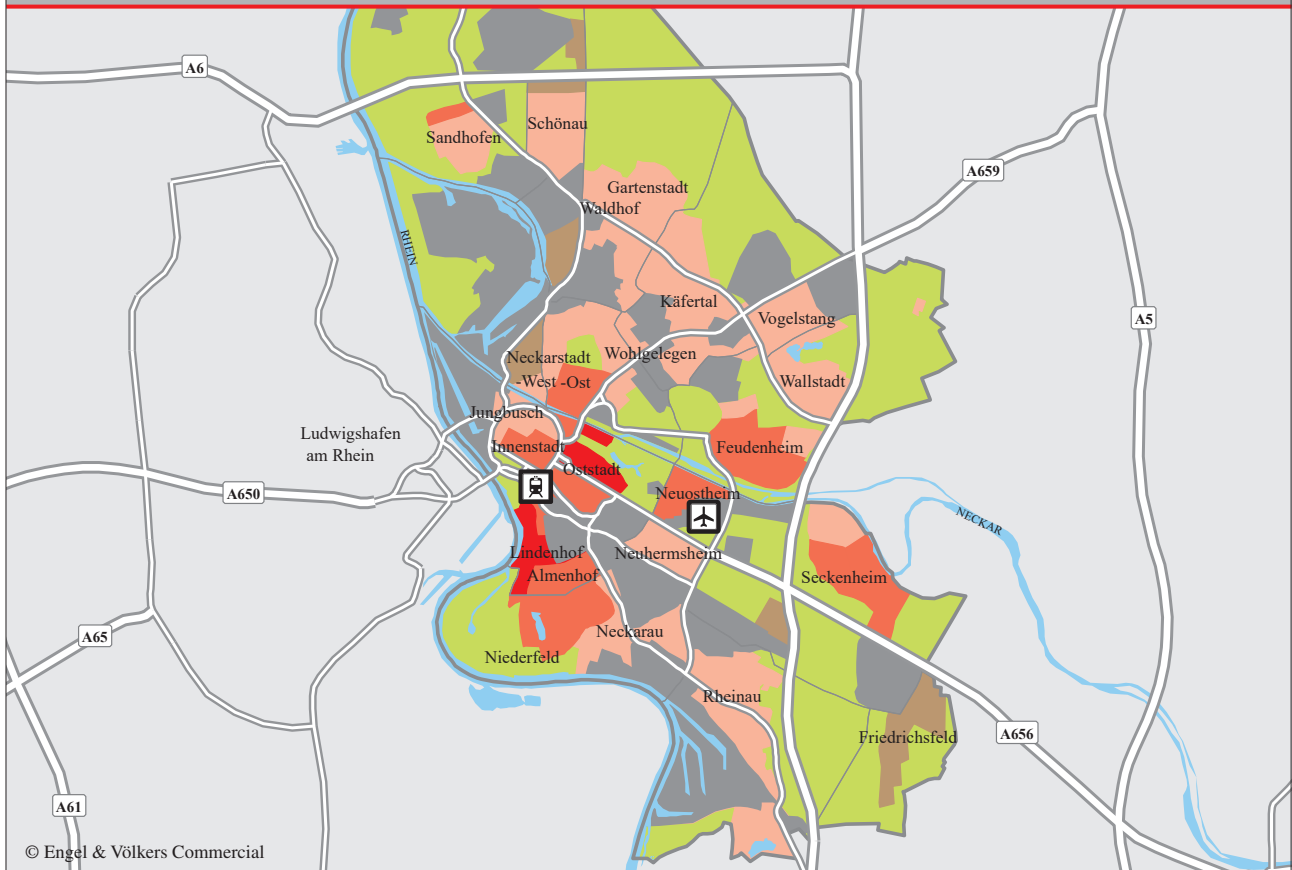 A6
Schönau
Sandhofen
A659
Gartenstadt
Waldhof
RHEIN
Käfertal
Vogelstang
A5
Neckarstadt
-West -Ost
Wohlgelegen
Wallstadt
Jungbusch
Ludwigshafen
am Rhein
Innenstadt
Feudenheim
Oststadt
A650
Neuostheim
NECKAR
Lindenhof
Neuhermsheim
Almenhof
Seckenheim
A65
Neckarau
Niederfeld
Rheinau
A656
Friedrichsfeld
A61
© Engel & Völkers Commercial